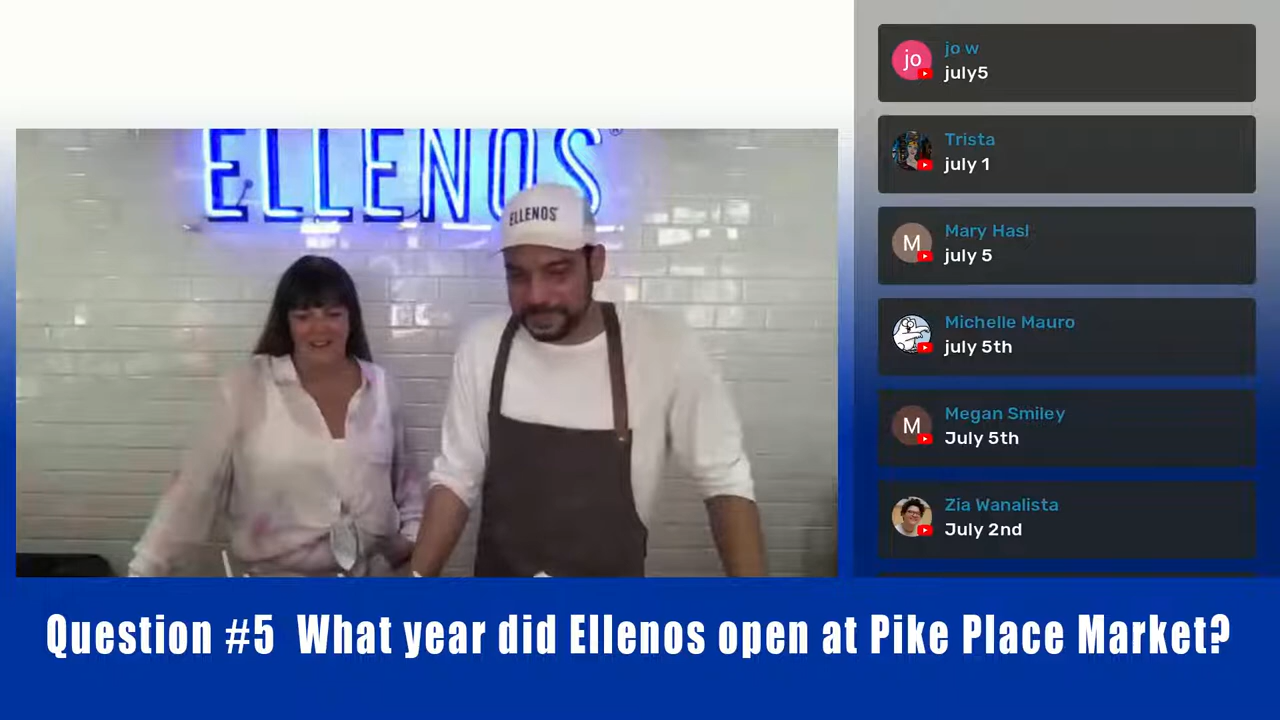 ELLENOS®
ELLENOS
jo
jo w
july5
Trista
july 1
M
Mary Hasl
july 5
Michelle Mauro
july 5th
M
Megan Smiley
July 5th
Zia Wanalista
July 2nd
Question #5 What year did Ellenos open at Pike Place Market?